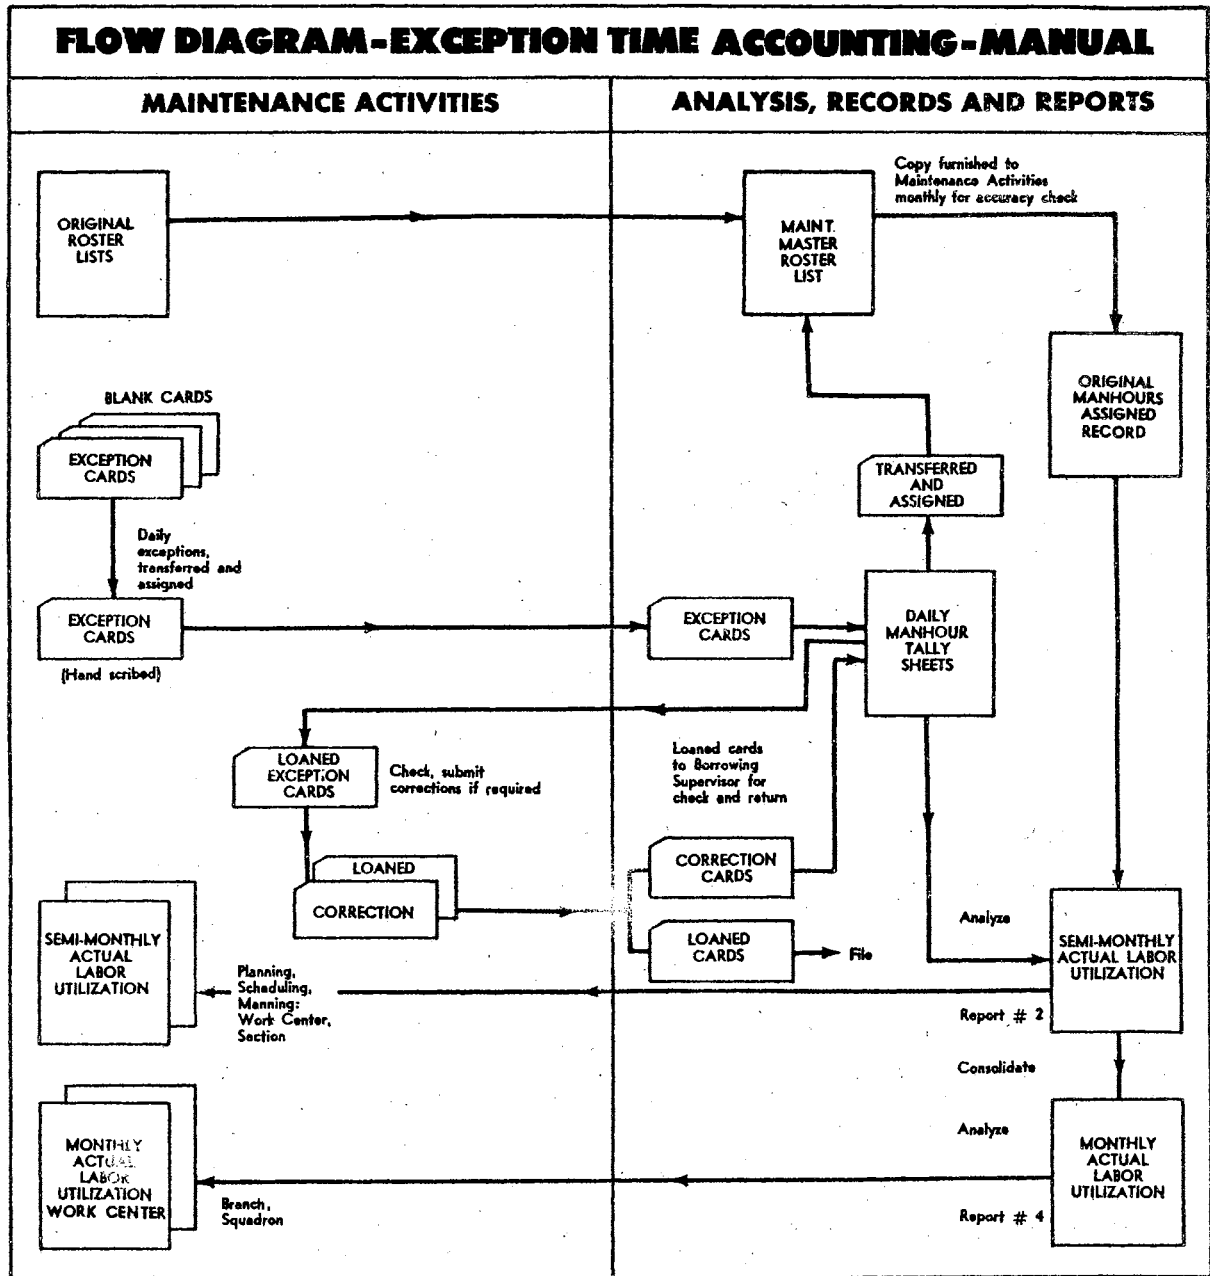 FLOW DIAGRAM-EXCEPTION TIME ACCOUNTING-MANUAL
MAINTENANCE ACTIVITIES
ANALYSIS, RECORDS AND REPORTS
ORIGINAL
ROSTER
LISTS
MAINT.
MASTER
ROSTER
LIST
Copy furnished to
Maintenance Activities
monthly for accuracy check
ORIGINAL
MANHOURS
ASSIGNED
RECORD
BLANK CARDS
EXCEPTION
CARDS
Daily
exceptions,
transferred and
assigned
TRANSFERRED
AND
ASSIGNED
EXCEPTION
CARDS
(Hand scribed)
EXCEPTION
CARDS
DAILY
MANHOUR
TALLY
SHEETS
LOANED
EXCEPTION
CARDS
Check, submit
corrections if required
Loaned cards
to Borrowing
Supervisor for
check and return
LOANED
CORRECTION
CORRECTION
CARDS
LOANED
CARDS
File
Analyze
SEMI-MONTHLY
ACTUAL LABOR
UTILIZATION
SEMI-MONTHLY
ACTUAL
LABOR
UTILIZATION
Planning,
Scheduling,
Manning:
Work Center,
Section
Report # 2
Consolidate
Analyze
MONTHLY
ACTUAL
LABOR
UTILIZATION
MONTHLY
ACTUAL
LABOR
UTILIZATION
WORK CENTER
Branch,
Squadron
Report # 4